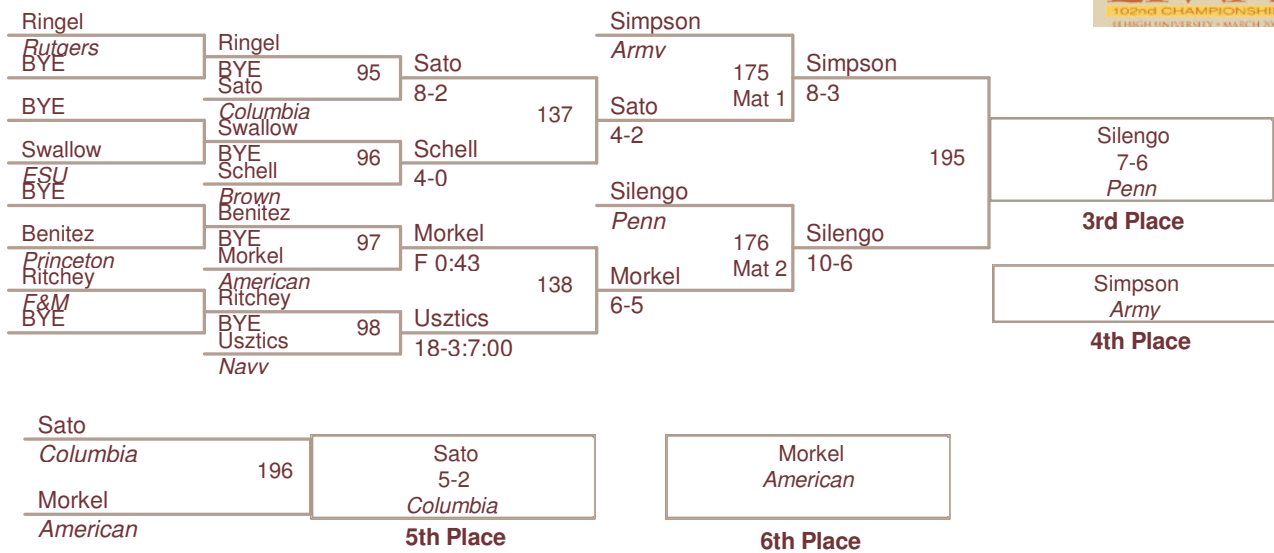 102nd CHAMPIONSHI
LEHIGH UNIVERSITY • MARCH 20
Ringel
Rutgers
BYE
BYE
Swallow
ESU
BYE
Benitez
Princeton
Ritchey
F&M
BYE
Ringel
BYE
95
Sato
Columbia
Swallow
BYE
96
Schell
Brown
Benitez
BYE
97
Morkel
American
Ritchey
BYE
98
Usztics
Navv
Sato
8-2
137
Schell
4-0
Morkel
F 0:43
138
Usztics
18-3:7:00
Simpson
Armv
175
Mat 1
Sato
4-2
Silengo
Penn
176
Mat 2
Morkel
6-5
Simpson
8-3
195
Silengo
10-6
Silengo
7-6
Penn
3rd Place
Simpson
Army
4th Place
Sato
Columbia
196
Morkel
American
Sato
5-2
Columbia
5th Place
Morkel
American
6th Place